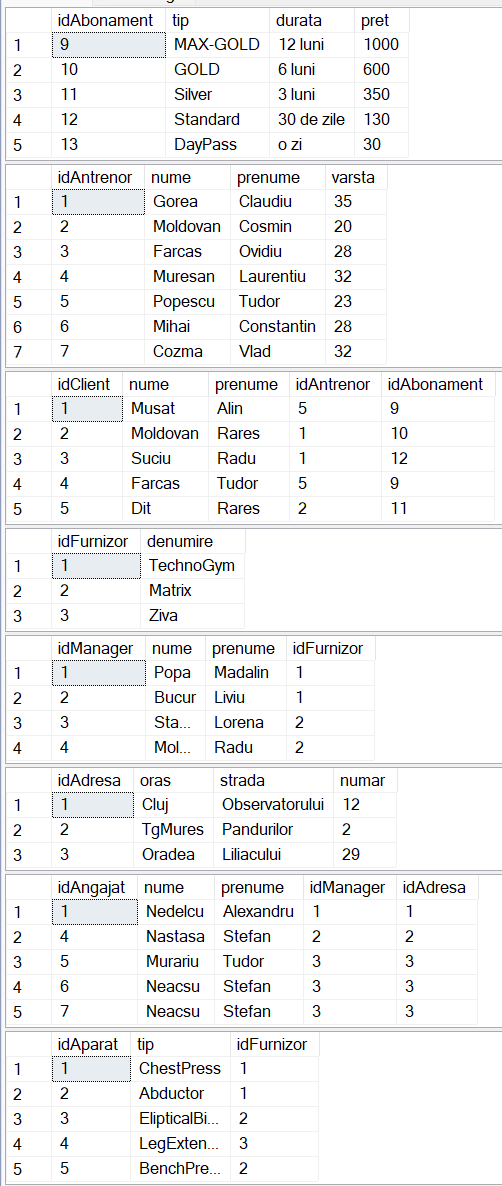 idAbonament tip durata pret
1 9 MAX-GOLD 12 luni 1000
2 10 GOLD 6 luni 600
3 11 Silver 3 luni 350
4 12 Standard 30 de zile 130
5 13 DayPass o zi 30
idAntrenor nume prenume varsta
1 1 Gorea Claudiu 35
2 2 Moldovan Cosmin 20
3 3 Farcas Ovidiu 28
4 4 Muresan Laurentiu 32
5 5 Popescu Tudor 23
6 6 Mihai Constantin 28
7 7 Cozma Vlad 32
idClient nume prenume idAntrenor idAbonament
1 1 Musat Alin 5 9
2 2 Moldovan Rares 1 10
3 3 Suciu Radu 1 12
4 4 Farcas Tudor 5 9
5 5 Dit Rares 2 11
idFurnizor denumire
1 1 TechnoGym
2 2 Matrix
3 3 Ziva
idManager nume prenume idFurnizor
1 1 Popa Madalin 1
2 2 Bucur Liviu 1
3 3 Sta... Lorena 2
4 4 Mol... Radu 2
idAdresa oras strada numar
1 1 Cluj Observatorului 12
2 2 TgMures Pandurilor 2
3 3 Oradea Liliacului 29
idAngajat nume prenume idManager idAdresa
1 1 Nedelcu Alexandru 1 1
2 4 Nastasa Stefan 2 2
3 5 Murariu Tudor 3 3
4 6 Neacsu Stefan 3 3
5 7 Neacsu Stefan 3 3
idAparat tip idFurnizor
1 1 ChestPress 1
2 2 Abductor 1
3 3 ElipticalBi... 2
4 4 LegExten... 3
5 5 BenchPre... 2